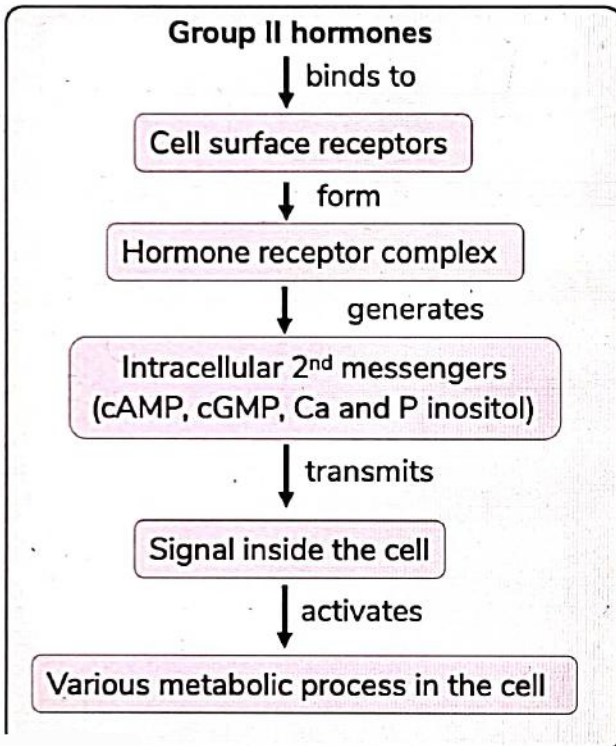 Group II hormones
binds to
Cell surface receptors
form
Hormone receptor complex
generates
Intracellular 2nd messengers
(cAMP, cGMP, Ca and P inositol)
transmits
Signal inside the cell
activates
Various metabolic process in the cell